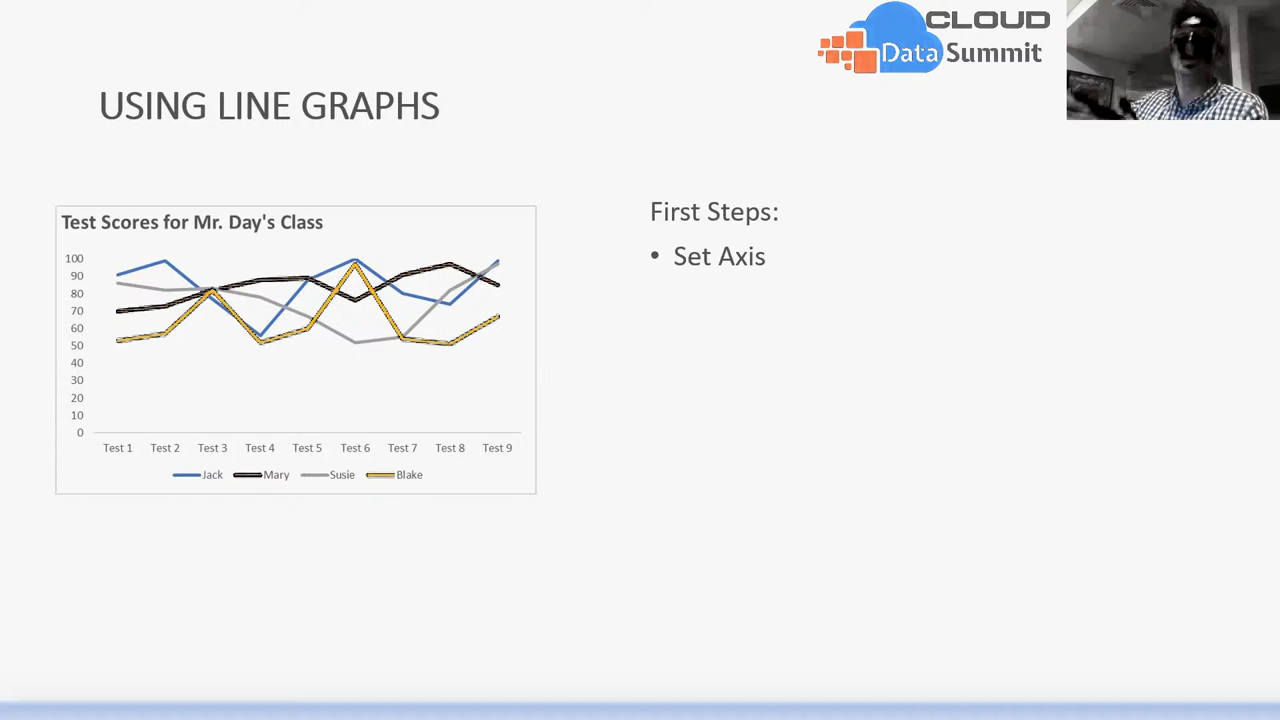 CLOUD
Data Summit
USING LINE GRAPHS
Test Scores for Mr. Day's Class
100
90
80
70
60
50
40
30
20
10
0
Test 1 Test 2 Test 3 Test 4 Test 5 Test 6 Test 7 Test 8 Test 9
Jack Mary Susie Blake
First Steps:
• Set Axis